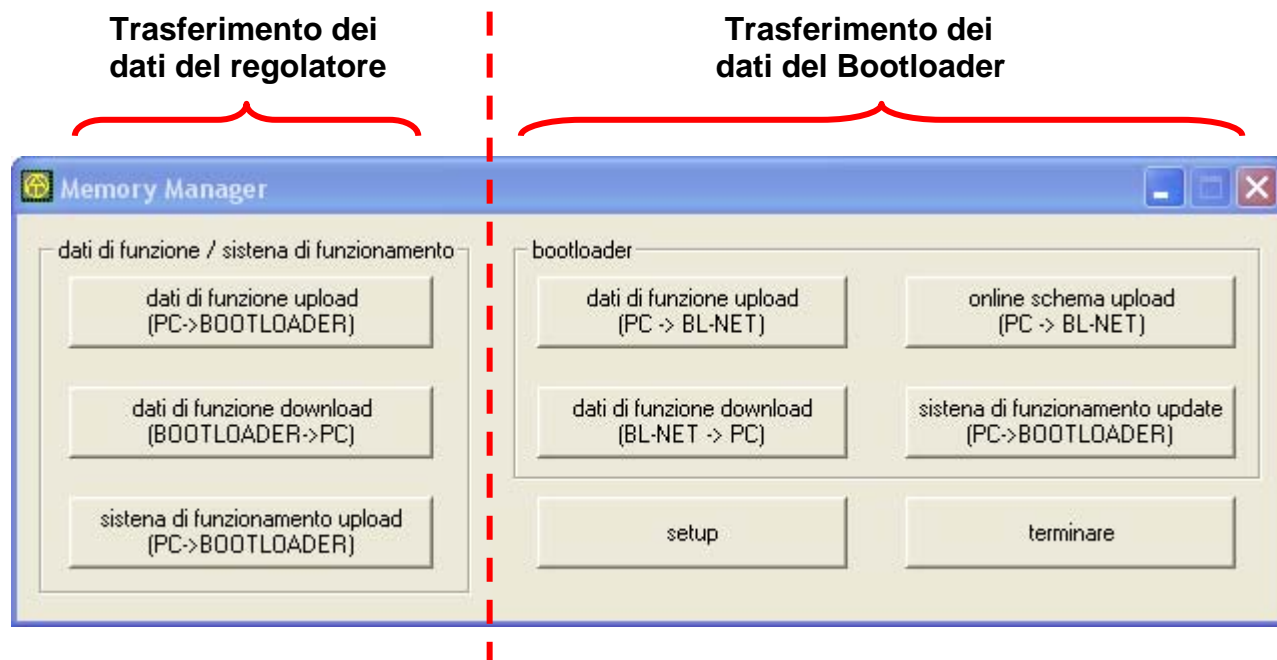 Trasferimento dei
dati del regolatore
Trasferimento dei
dati del Bootloader
Memory Manager
dati di funzione / sistena di funzionamento
dati di funzione upload
(PC->BOOTLOADER)
dati di funzione download
(BOOTLOADER->PC)
sistena di funzionamento upload
(PC->BOOTLOADER)
bootloader
dati di funzione upload
(PC -> BL-NET)
online schema upload
(PC -> BL-NET)
dati di funzione download
(BL-NET -> PC)
sistena di funzionamento update
(PC->BOOTLOADER)
setup
terminare